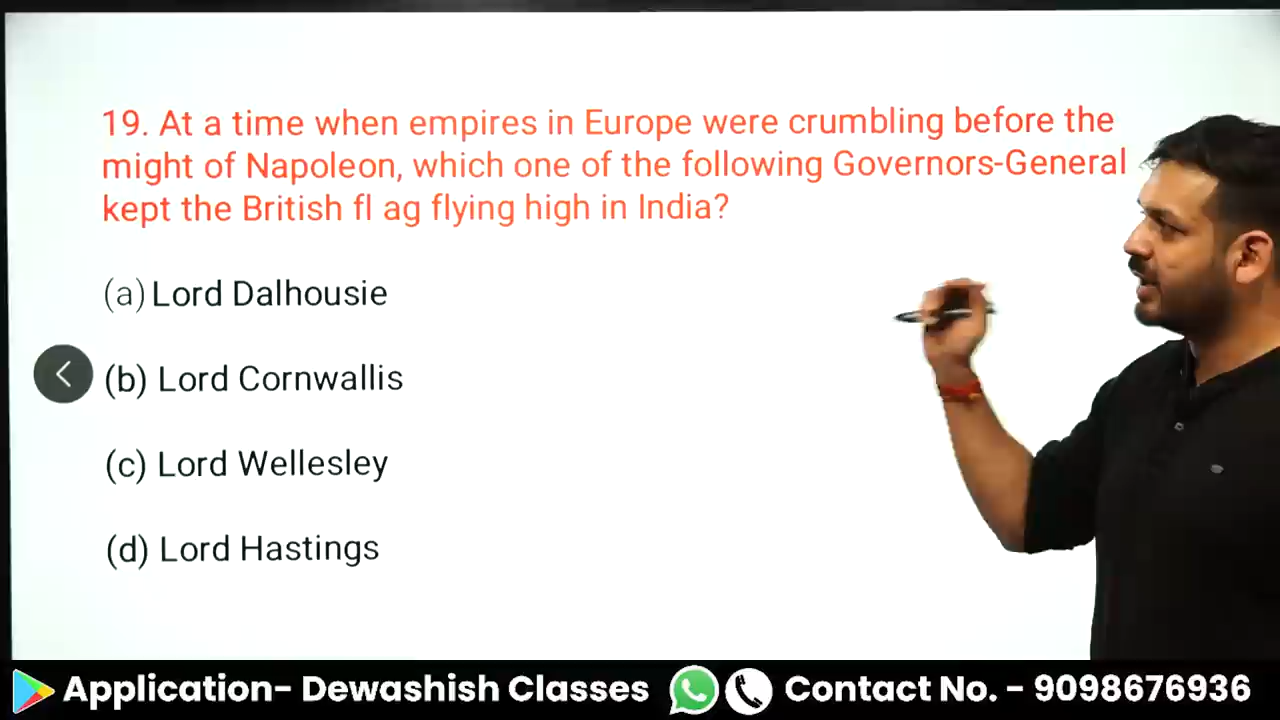 19. At a time when empires in Europe were crumbling before the
might of Napoleon, which one of the following Governors-General
kept the British fl ag flying high in India?
(a) Lord Dalhousie
(b) Lord Cornwallis
(c) Lord Wellesley
(d) Lord Hastings
Application- Dewashish Classes Contact No. - 9098676936